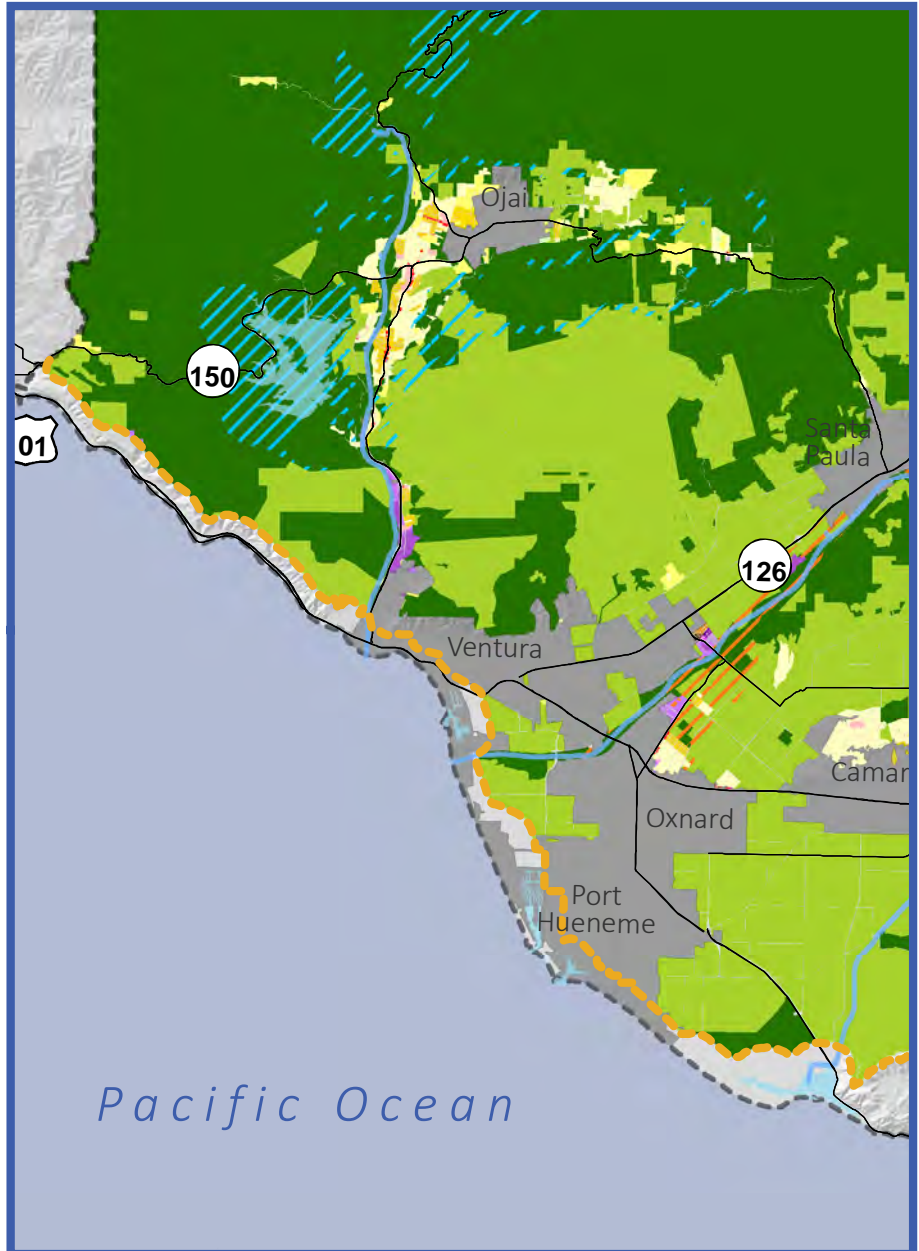 Ojai
150
01
Santa
Paula
126
Ventura
Camar
Oxnard
Port
Hueneme
Pacific Ocean